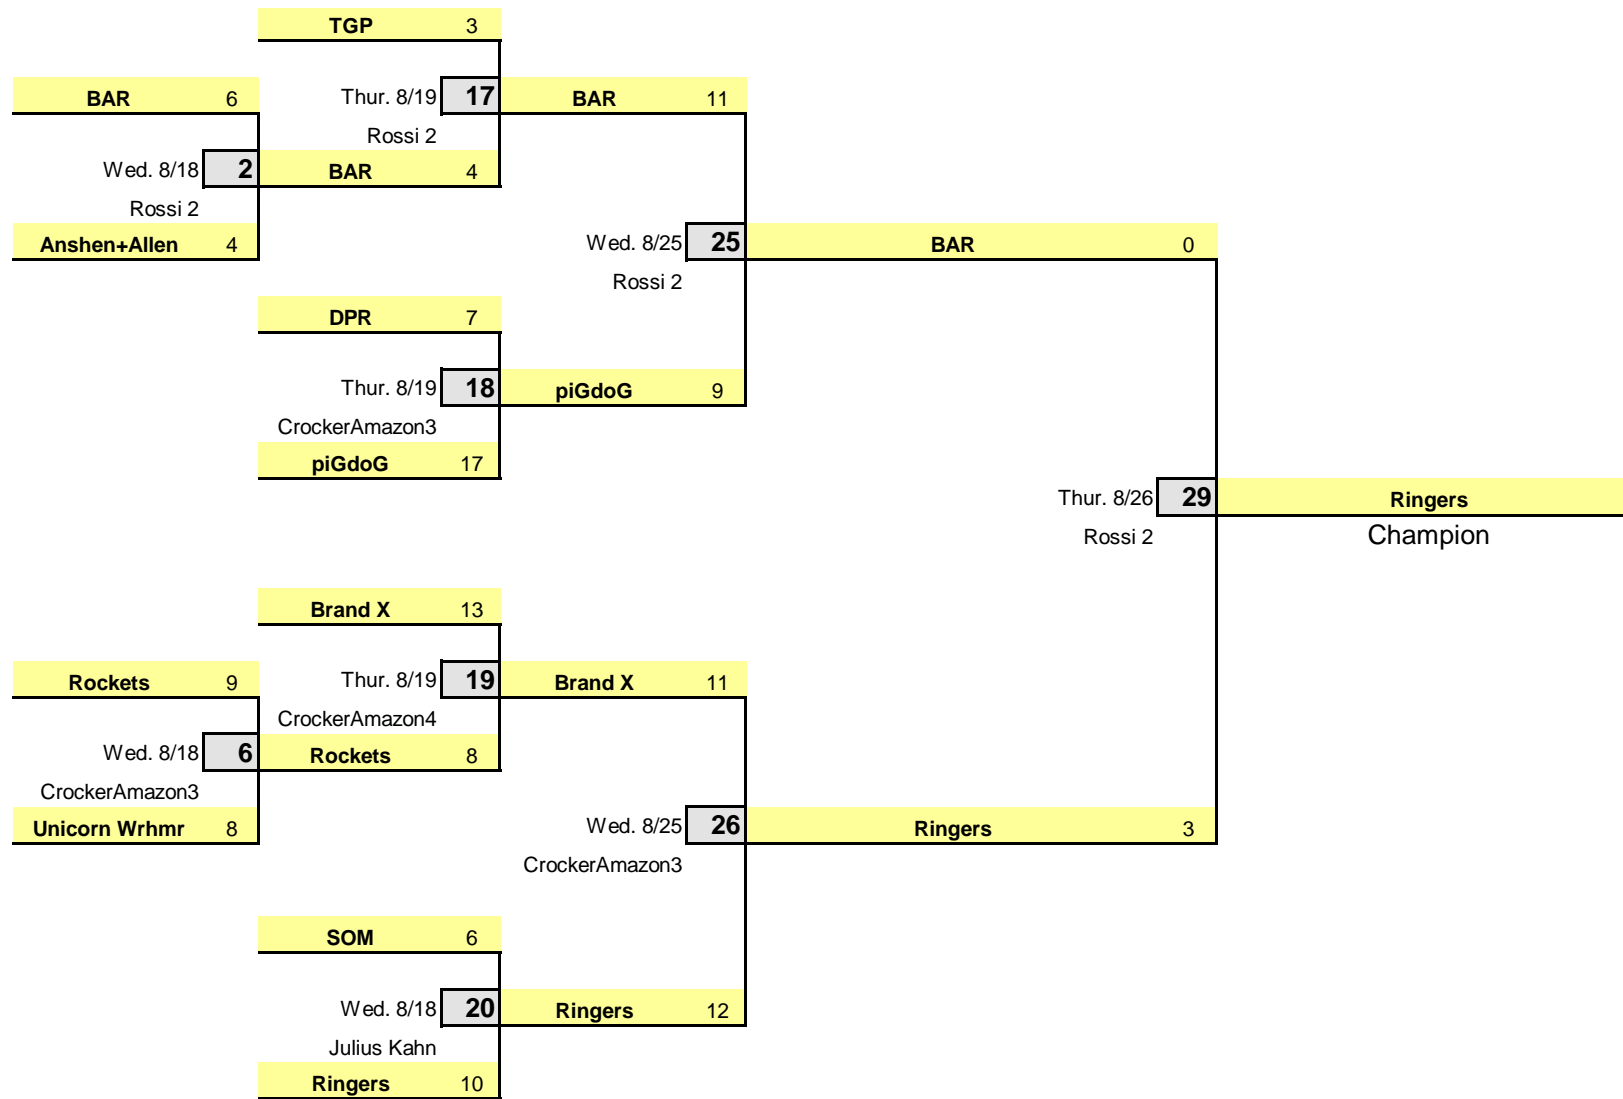 TGP 3
BAR 6 Thur. 8/19 17 BAR 11
Rossi 2
Wed. 8/18 2 BAR 4
Rossi 2
Anshen+Allen 4 Wed. 8/25 25 BAR 0
Rossi 2
DPR 7
Thur. 8/19 18 piGdoG 9
CrockerAmazon3
piGdoG 17
Thur. 8/26 29 Ringers
Rossi 2 Champion
Brand X 13
Rockets 9 Thur. 8/19 19 Brand X 11
CrockerAmazon4
Wed. 8/18 6 Rockets 8
CrockerAmazon3
Unicorn Wrhmr 8 Wed. 8/25 26 Ringers 3
CrockerAmazon3
SOM 6
Wed. 8/18 20 Ringers 12
Julius Kahn
Ringers 10